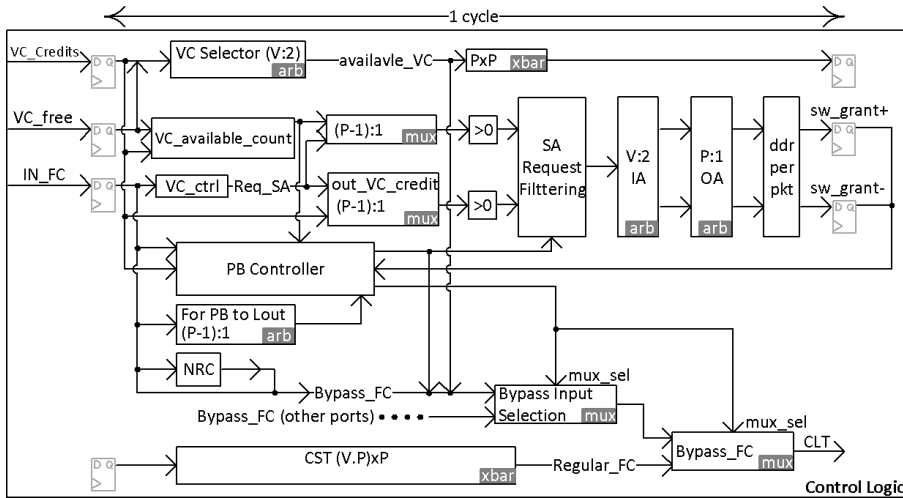 1 cycle
VC_Credits
D Q
VC Selector (V:2)
arb
availavle_VC
PxP
xbar
D Q
VC_free
D Q
VC_available_count
(P-1):1
mux
>0
SA
Request
Filttering
V:2
IA
arb
P:1
OA
arb
ddr
per
pkt
sw_grant+
D Q
IN_FC
D Q
VC_ctrl
Req_SA
out_VC_credit
(P-1):1
mux
>0
sw_grant-
D Q
PB Controller
For PB to Lout
(P-1):1
arb
NRC
Bypass_FC
mux_sel
Bypass Input
Selection
mux
Bypass_FC (other ports)
mux_sel
Bypass_FC
mux
CLT
D Q
CST (V.P)xP
xbar
Regular_FC
Control Logic